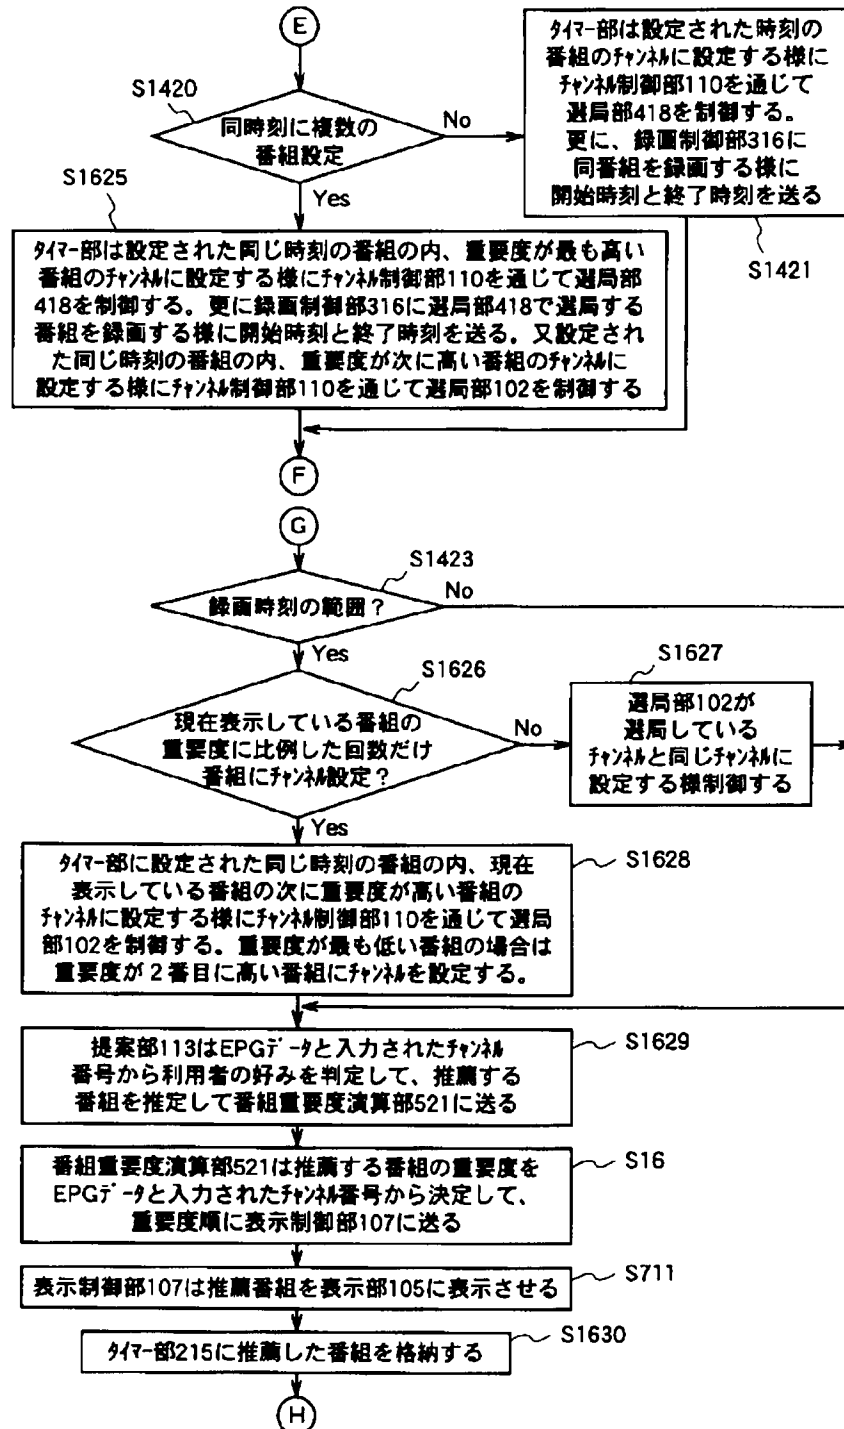 E
S1420
同時刻に複数の
番組設定
No
Yes
ﾀｲﾏｰ部は設定された時刻の
番組のﾁｬﾝﾈﾙに設定する様に
ﾁｬﾝﾈﾙ制御部110を通じて
選局部418を制御する。
更に、録画制御部316に
同番組を録画する様に
開始時刻と終了時刻を送る
S1421
S1625
ﾀｲﾏｰ部は設定された同じ時刻の番組の内、重要度が最も高い
番組のﾁｬﾝﾈﾙに設定する様にﾁｬﾝﾈﾙ制御部110を通じて選局部
418を制御する。更に録画制御部316に選局部418で選局する
番組を録画する様に開始時刻と終了時刻を送る。又設定され
た同じ時刻の番組の内、重要度が次に高い番組のﾁｬﾝﾈﾙに
設定する様にﾁｬﾝﾈﾙ制御部110を通じて選局部102を制御する
F
G
S1423
録画時刻の範囲？
No
Yes
S1626
現在表示している番組の
重要度に比例した回数だけ
番組にﾁｬﾝﾈﾙ設定？
No
Yes
S1627
選局部102が
選局している
ﾁｬﾝﾈﾙと同じﾁｬﾝﾈﾙに
設定する様制御する
ﾀｲﾏｰ部に設定された同じ時刻の番組の内、現在
表示している番組の次に重要度が高い番組の
ﾁｬﾝﾈﾙに設定する様にﾁｬﾝﾈﾙ制御部110を通じて選局
部102を制御する。重要度が最も低い番組の場合は
重要度が２番目に高い番組にﾁｬﾝﾈﾙを設定する。
S1628
提案部113はEPGﾃﾞｰﾀと入力されたﾁｬﾝﾈﾙ
番号から利用者の好みを判定して、推薦する
番組を推定して番組重要度演算部521に送る
S1629
番組重要度演算部521は推薦する番組の重要度を
EPGﾃﾞｰﾀと入力されたﾁｬﾝﾈﾙ番号から決定して、
重要度順に表示制御部107に送る
S16
表示制御部107は推薦番組を表示部105に表示させる
S711
ﾀｲﾏｰ部215に推薦した番組を格納する
S1630
H